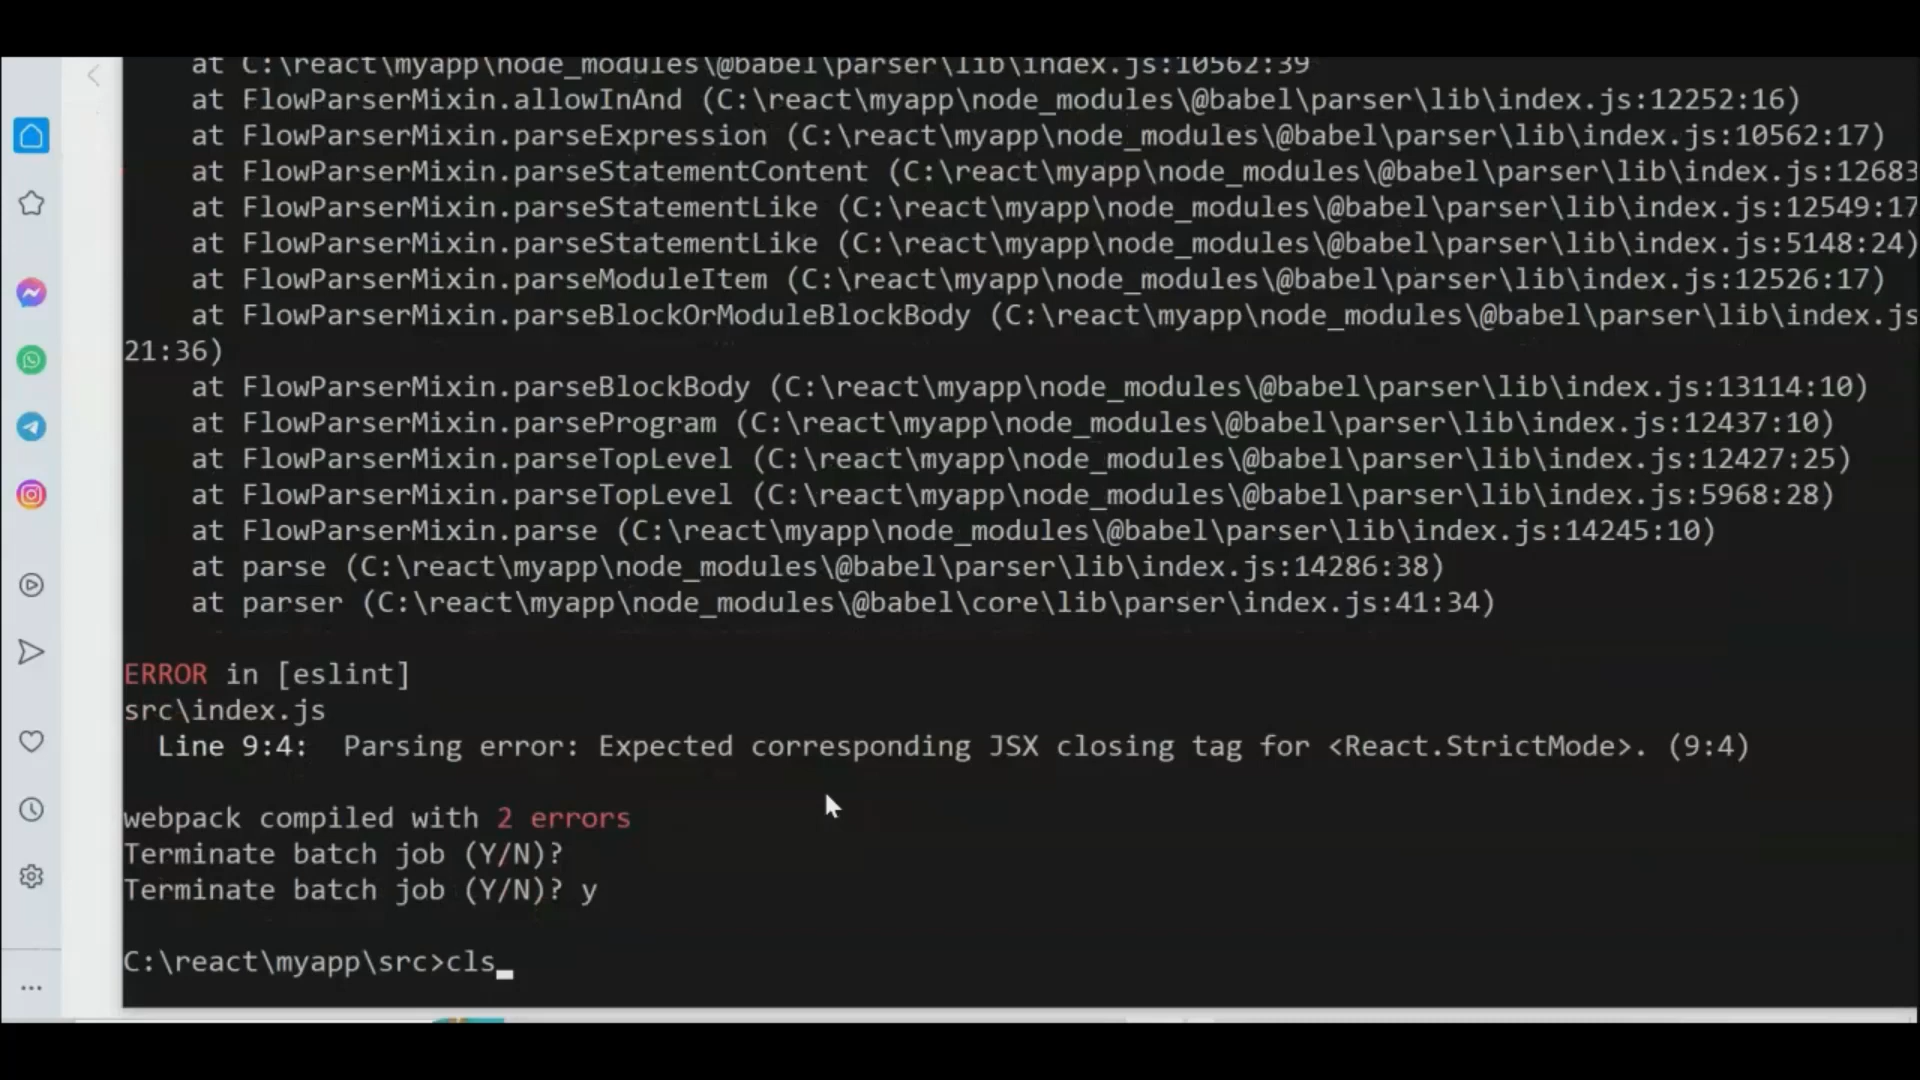 at C:\react\myapp\node_modules\@babel\parser\lib\index.js:10562:39
at FlowParserMixin.allowInAnd (C:\react\myapp\node_modules\@babel\parser\lib\index.js:12252:16)
at FlowParserMixin.parseExpression (C:\react\myapp\node_modules\@babel\parser\lib\index.js:10562:17)
at FlowParserMixin.parseStatementContent (C:\react\myapp\node_modules\@babel\parser\lib\index.js:12683
at FlowParserMixin.parseStatementLike (C:\react\myapp\node_modules\@babel\parser\lib\index.js:12549:17
at FlowParserMixin.parseStatementLike (C:\react\myapp\node_modules\@babel\parser\lib\index.js:5148:24)
at FlowParserMixin.parseModuleItem (C:\react\myapp\node_modules\@babel\parser\lib\index.js:12526:17)
at FlowParserMixin.parseBlockOrModuleBlockBody (C:\react\myapp\node_modules\@babel\parser\lib\index.js
21:36)
at FlowParserMixin.parseBlockBody (C:\react\myapp\node_modules\@babel\parser\lib\index.js:13114:10)
at FlowParserMixin.parseProgram (C:\react\myapp\node_modules\@babel\parser\lib\index.js:12437:10)
at FlowParserMixin.parseTopLevel (C:\react\myapp\node_modules\@babel\parser\lib\index.js:12427:25)
at FlowParserMixin.parseTopLevel (C:\react\myapp\node_modules\@babel\parser\lib\index.js:5968:28)
at FlowParserMixin.parse (C:\react\myapp\node_modules\@babel\parser\lib\index.js:14245:10)
at parse (C:\react\myapp\node_modules\@babel\parser\lib\index.js:14286:38)
at parser (C:\react\myapp\node_modules\@babel\core\lib\parser\index.js:41:34)
ERROR in [eslint]
src\index.js
Line 9:4:  Parsing error: Expected corresponding JSX closing tag for <React.StrictMode>. (9:4)
webpack compiled with 2 errors
Terminate batch job (Y/N)?
Terminate batch job (Y/N)? y
C:\react\myapp\src>cls